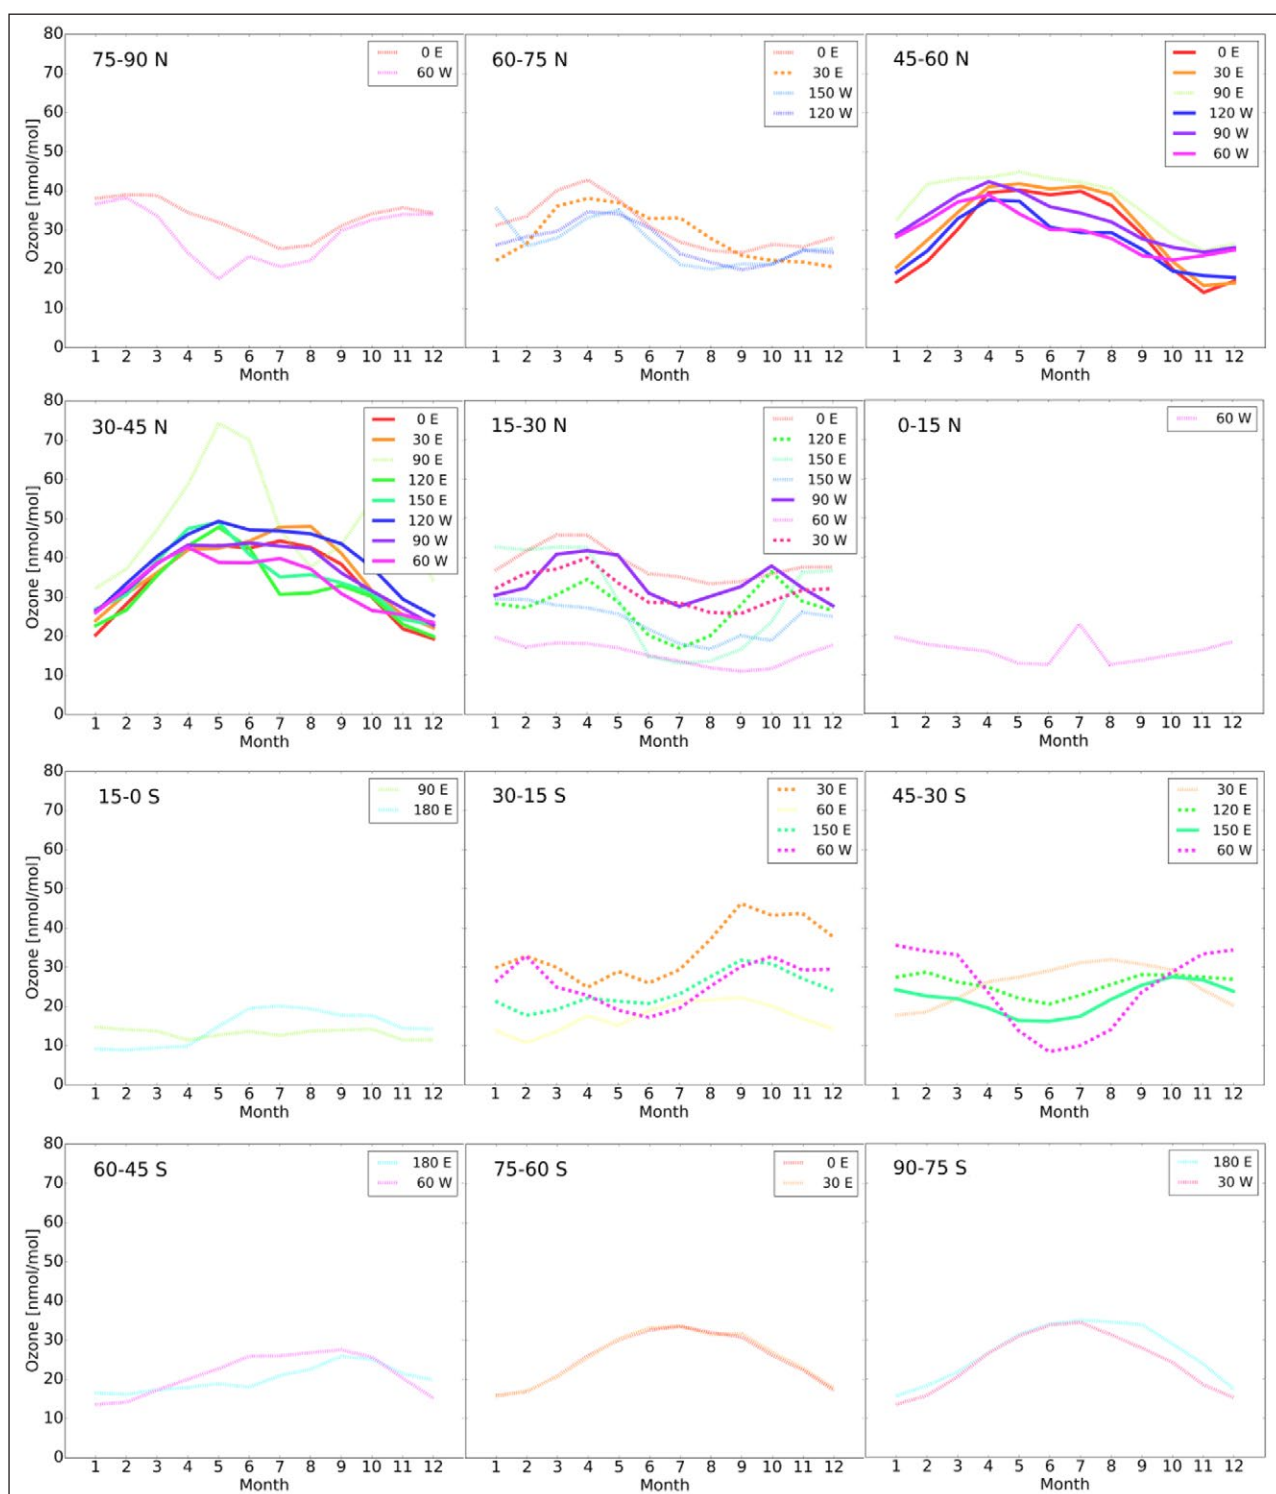 75-90 N
0 E
60 W
Ozone [nmol/mol]
80
70
60
50
40
30
20
10
0
1 2 3 4 5 6 7 8 9 10 11 12
Month
60-75 N
0 E
30 E
150 W
120 W
1 2 3 4 5 6 7 8 9 10 11 12
Month
45-60 N
0 E
30 E
90 E
120 W
90 W
60 W
1 2 3 4 5 6 7 8 9 10 11 12
Month
30-45 N
0 E
30 E
90 E
120 E
150 E
120 W
90 W
60 W
Ozone [nmol/mol]
80
70
60
50
40
30
20
10
0
1 2 3 4 5 6 7 8 9 10 11 12
Month
15-30 N
0 E
120 E
150 E
150 W
90 W
60 W
30 W
1 2 3 4 5 6 7 8 9 10 11 12
Month
0-15 N
60 W
1 2 3 4 5 6 7 8 9 10 11 12
Month
15-0 S
90 E
180 E
Ozone [nmol/mol]
80
70
60
50
40
30
20
10
0
1 2 3 4 5 6 7 8 9 10 11 12
Month
30-15 S
30 E
60 E
150 E
60 W
1 2 3 4 5 6 7 8 9 10 11 12
Month
45-30 S
30 E
120 E
150 E
60 W
1 2 3 4 5 6 7 8 9 10 11 12
Month
60-45 S
180 E
60 W
Ozone [nmol/mol]
80
70
60
50
40
30
20
10
0
1 2 3 4 5 6 7 8 9 10 11 12
Month
75-60 S
0 E
30 E
1 2 3 4 5 6 7 8 9 10 11 12
Month
90-75 S
180 E
30 W
1 2 3 4 5 6 7 8 9 10 11 12
Month